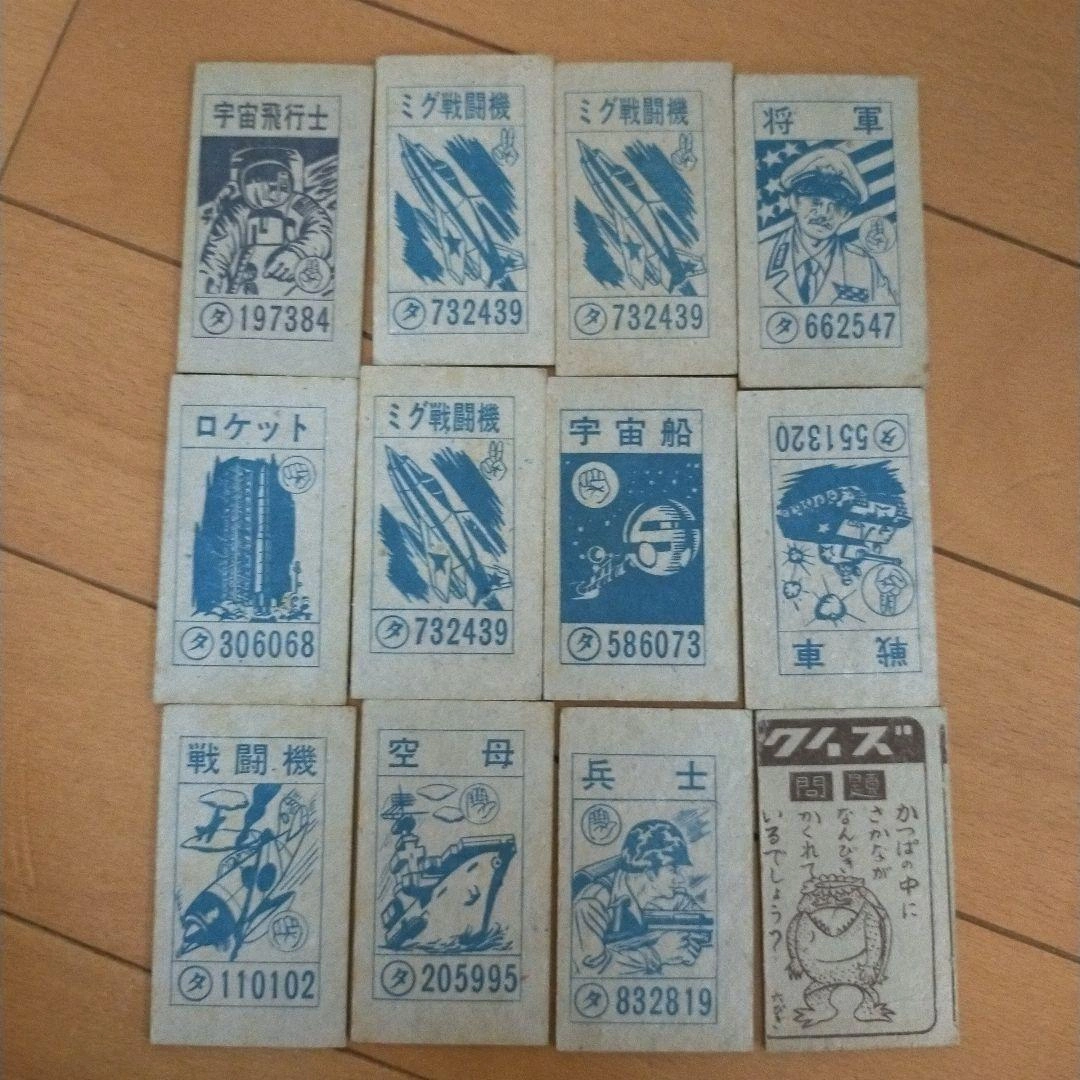 宇宙飛行士
タ 197384
ミグ戦闘機
タ 732439
ミグ戦闘機
タ 732439
将軍
タ 662547
ロケット
タ 306068
ミグ戦闘機
タ 732439
宇宙船
タ 586073
戦車
タ 551320
戦闘機
タ 110102
空母
タ 205995
兵士
タ 832819
クイズ
問題
かっぱの中に
さかなが
なんびき
かくれて
いるでしょうか?